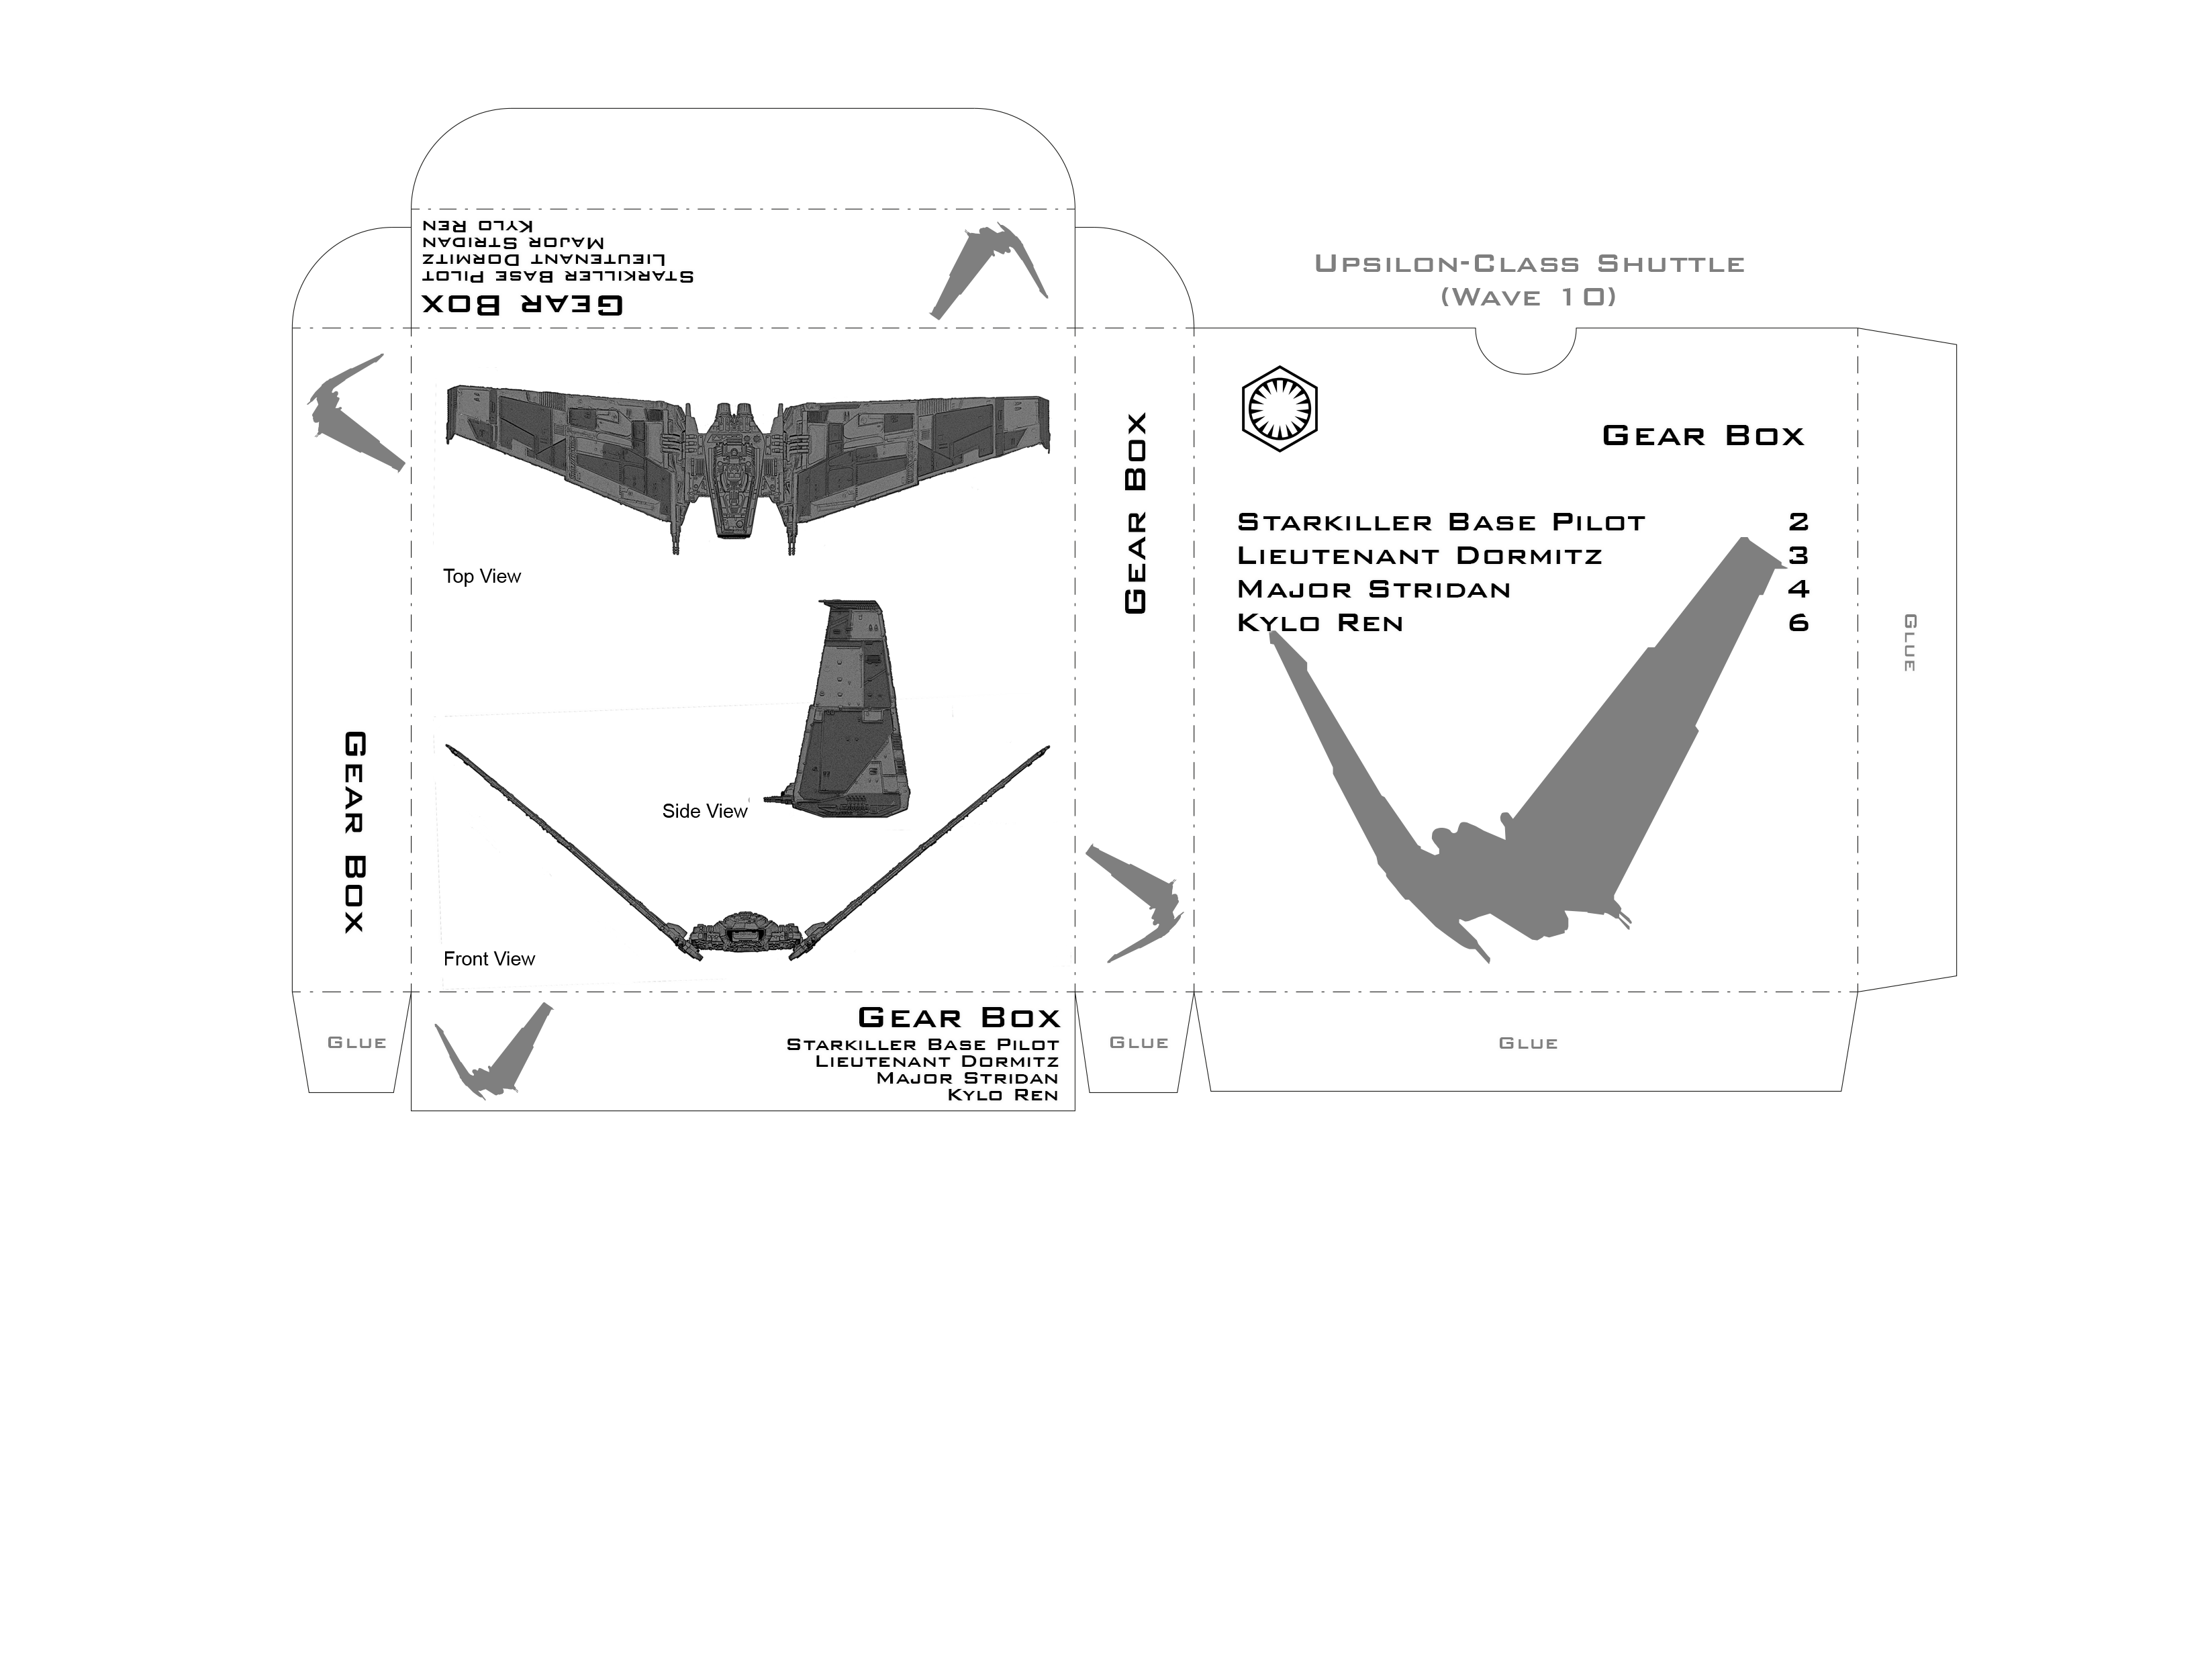 Gear Box
Starkiller Base Pilot
Lieutenant Dormitz
Major Stridan
Kylo Ren
Gear Box
Top View
Side View
Front View
Gear Box
Upsilon-Class Shuttle
(Wave 10)
Gear Box
Starkiller Base Pilot 2
Lieutenant Dormitz 3
Major Stridan 4
Kylo Ren 6
Glue
Glue
Gear Box
Starkiller Base Pilot
Lieutenant Dormitz
Major Stridan
Kylo Ren
Glue
Glue